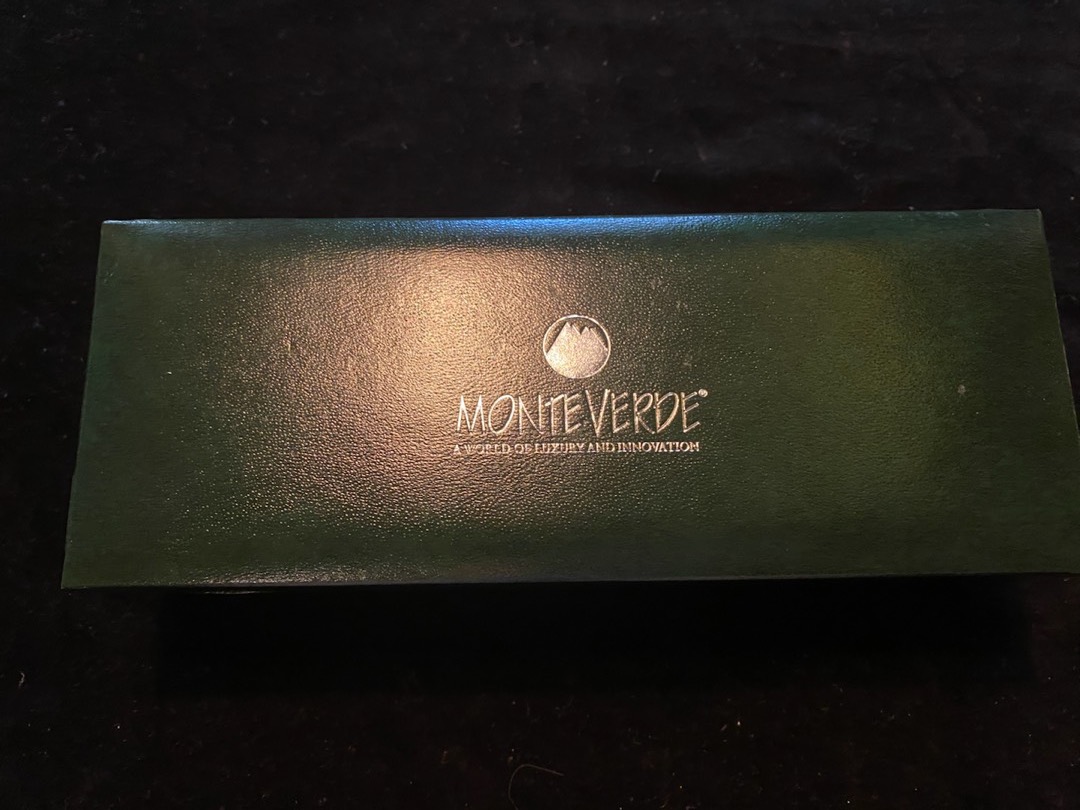 MONTEVERDE®
A WORLD OF LUXURY AND INNOVATION